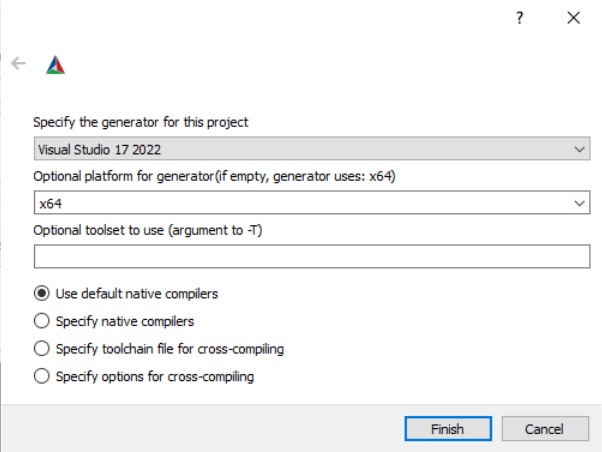 ?
Specify the generator for this project
Visual Studio 17 2022
Optional platform for generator(if empty, generator uses: x64)
x64
Optional toolset to use (argument to -T)
Use default native compilers
Specify native compilers
Specify toolchain file for cross-compiling
Specify options for cross-compiling
Finish Cancel